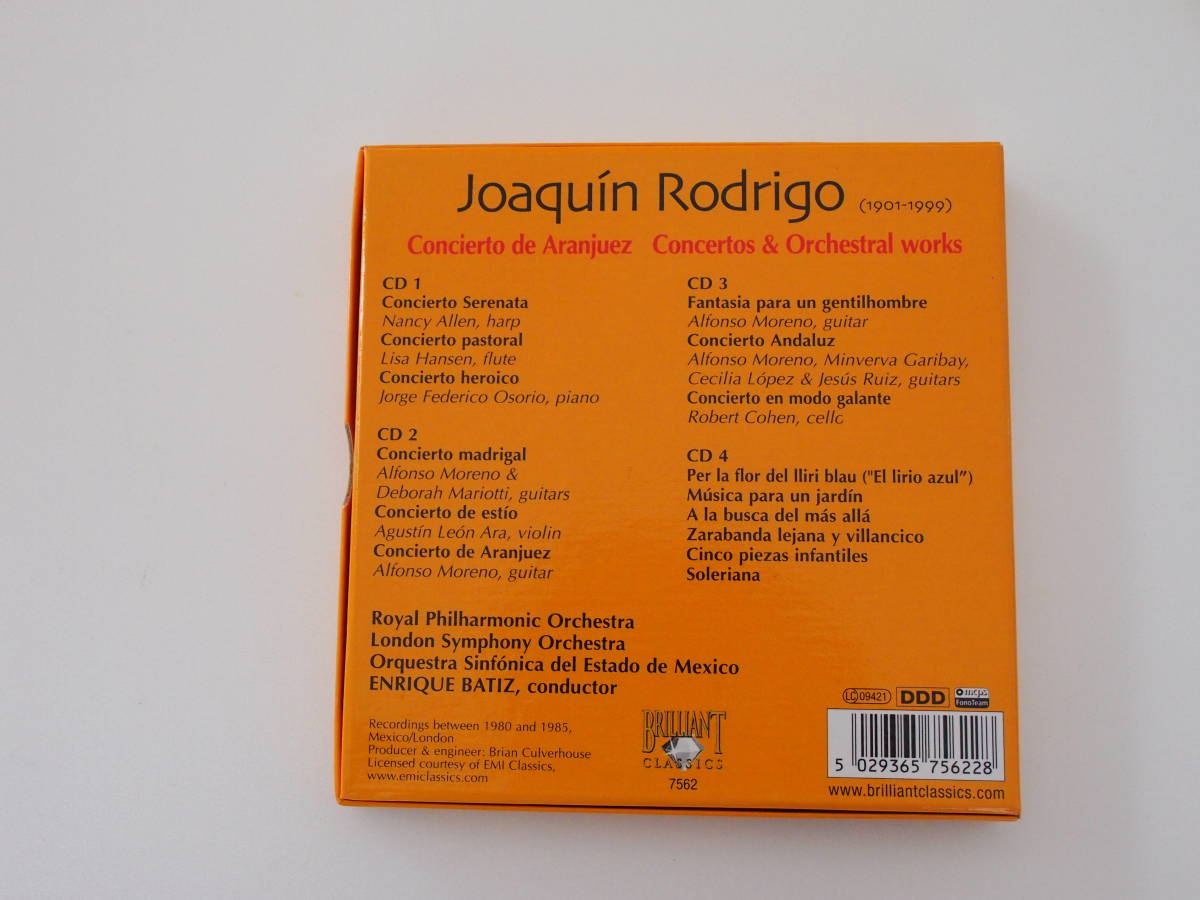 Joaquín Rodrigo (1901-1999)
Concierto de Aranjuez Concertos & Orchestral works
CD 1
Concierto Serenata
Nancy Allen, harp
Concierto pastoral
Lisa Hansen, flute
Concierto heroico
Jorge Federico Osorio, piano
CD 2
Concierto madrigal
Alfonso Moreno &
Deborah Mariotti, guitars
Concierto de estío
Agustín León Ara, violin
Concierto de Aranjuez
Alfonso Moreno, guitar
CD 3
Fantasia para un gentilhombre
Alfonso Moreno, guitar
Concierto Andaluz
Alfonso Moreno, Minverva Garibay,
Cecilia López & Jesús Ruiz, guitars
Concierto en modo galante
Robert Cohen, cello
CD 4
Per la flor del lliri blau ("El lirio azul")
Música para un jardín
A la busca del más allá
Zarabanda lejana y villancico
Cinco piezas infantiles
Soleriana
Royal Philharmonic Orchestra
London Symphony Orchestra
Orquestra Sinfónica del Estado de Mexico
ENRIQUE BATIZ, conductor
Recordings between 1980 and 1985,
Mexico/London
Producer & engineer: Brian Culverhouse
Licensed courtesy of EMI Classics,
www.emiclassics.com
BRILLIANT
CLASSICS
7562
LC 09421 DDD mcps
FonoTeam
5 029365 756228
www.brilliantclassics.com